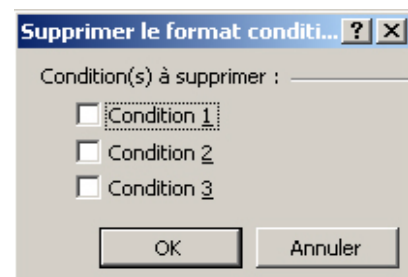 Supprimer le format conditi... ? X
Condition(s) à supprimer :
Condition 1
Condition 2
Condition 3
OK Annuler